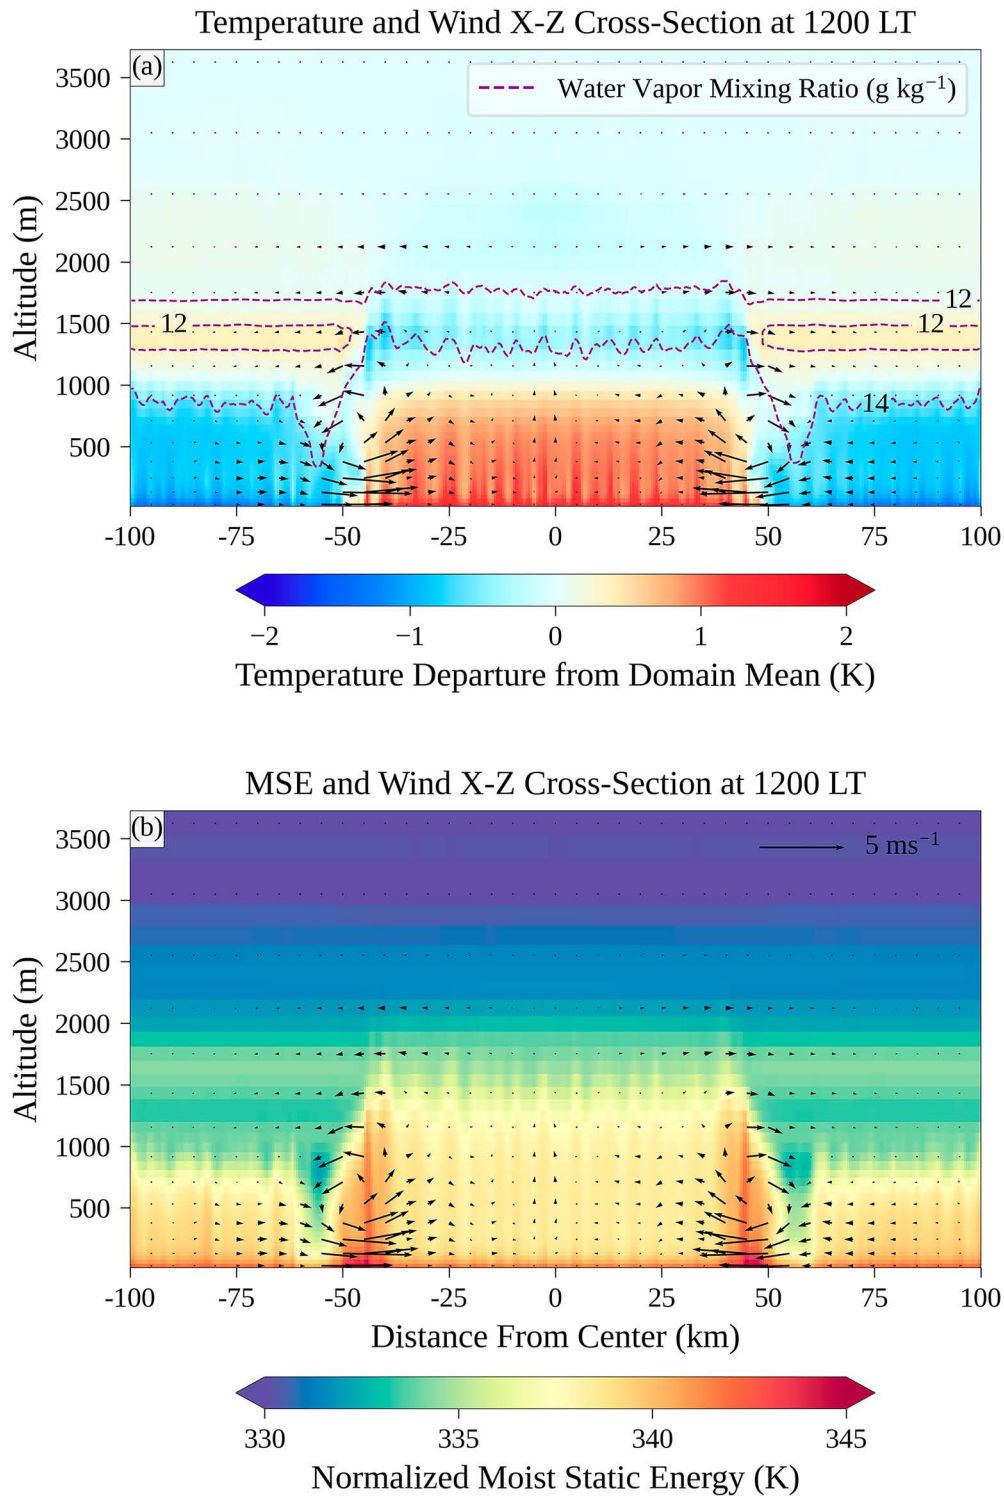 Temperature and Wind X-Z Cross-Section at 1200 LT
(a)
Water Vapor Mixing Ratio (g kg⁻¹)
3500
3000
2500
2000
1500
1000
500
Altitude (m)
12
12
12
14
-100 -75 -50 -25 0 25 50 75 100
−2 −1 0 1 2
Temperature Departure from Domain Mean (K)
MSE and Wind X-Z Cross-Section at 1200 LT
(b)
5 ms⁻¹
3500
3000
2500
2000
1500
1000
500
Altitude (m)
-100 -75 -50 -25 0 25 50 75 100
Distance From Center (km)
330 335 340 345
Normalized Moist Static Energy (K)